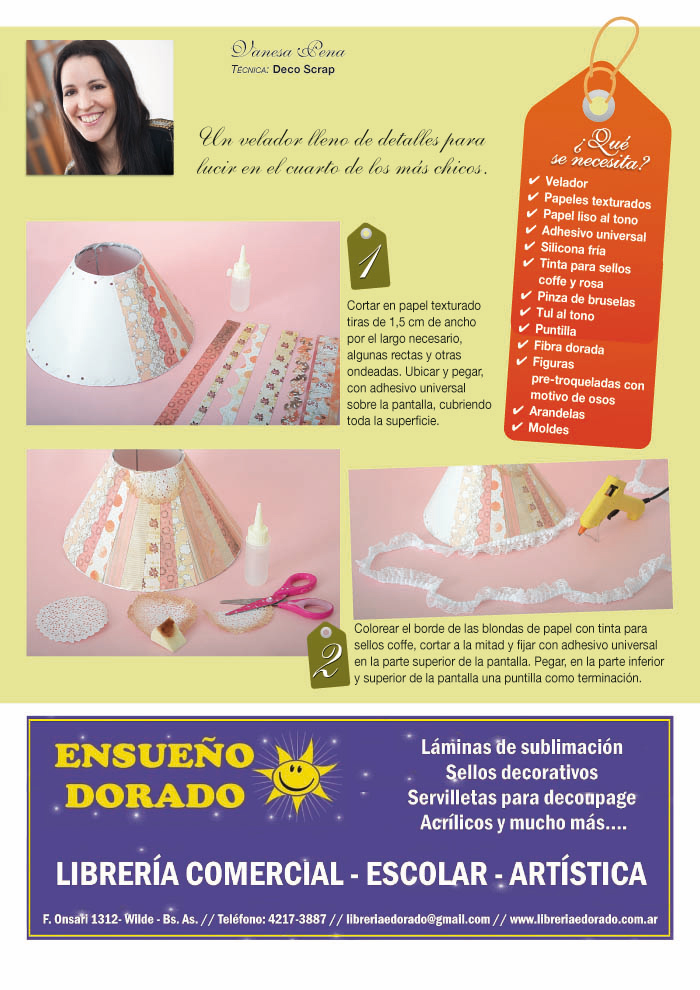 Vanesa Pena
TÉCNICA: Deco Scrap
Un velador lleno de detalles para
lucir en el cuarto de los más chicos.
¿Qué
se necesita?
✔ Velador
✔ Papeles texturados
✔ Papel liso al tono
✔ Adhesivo universal
✔ Silicona fría
✔ Tinta para sellos
coffe y rosa
✔ Pinza de bruselas
✔ Tul al tono
✔ Puntilla
✔ Fibra dorada
✔ Figuras
pre-troqueladas con
motivo de osos
✔ Arandelas
✔ Moldes
1
Cortar en papel texturado
tiras de 1,5 cm de ancho
por el largo necesario,
algunas rectas y otras
ondeadas. Ubicar y pegar,
con adhesivo universal
sobre la pantalla, cubriendo
toda la superficie.
2
Colorear el borde de las blondas de papel con tinta para
sellos coffe, cortar a la mitad y fijar con adhesivo universal
en la parte superior de la pantalla. Pegar, en la parte inferior
y superior de la pantalla una puntilla como terminación.
ENSUEÑO
DORADO
Láminas de sublimación
Sellos decorativos
Servilletas para decoupage
Acrílicos y mucho más....
LIBRERÍA COMERCIAL - ESCOLAR - ARTÍSTICA
F. Onsari 1312- Wilde - Bs. As. // Teléfono: 4217-3887 // libreriaedorado@gmail.com // www.libreriaedorado.com.ar